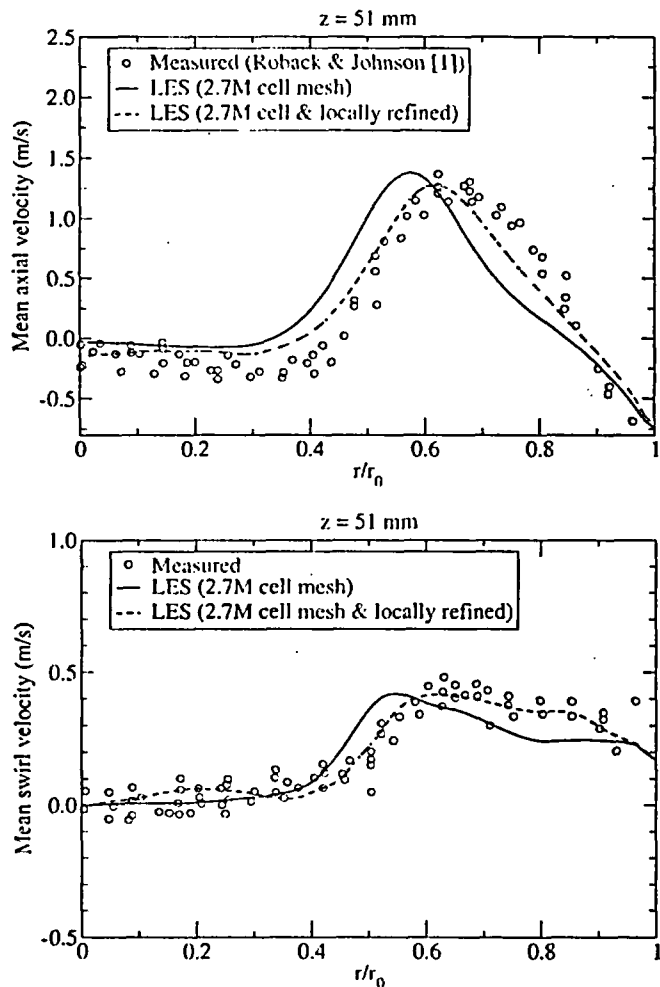 z = 51 mm
2.5
Measured (Roback & Johnson [1])
LES (2.7M cell mesh)
LES (2.7M cell & locally refined)
2.0
1.5
1.0
0.5
0.0
-0.5
Mean axial velocity (m/s)
0 0.2 0.4 0.6 0.8 1
r/r0
z = 51 mm
1.0
Measured
LES (2.7M cell mesh)
LES (2.7M cell mesh & locally refined)
0.5
0.0
-0.5
Mean swirl velocity (m/s)
0 0.2 0.4 0.6 0.8 1
r/r0